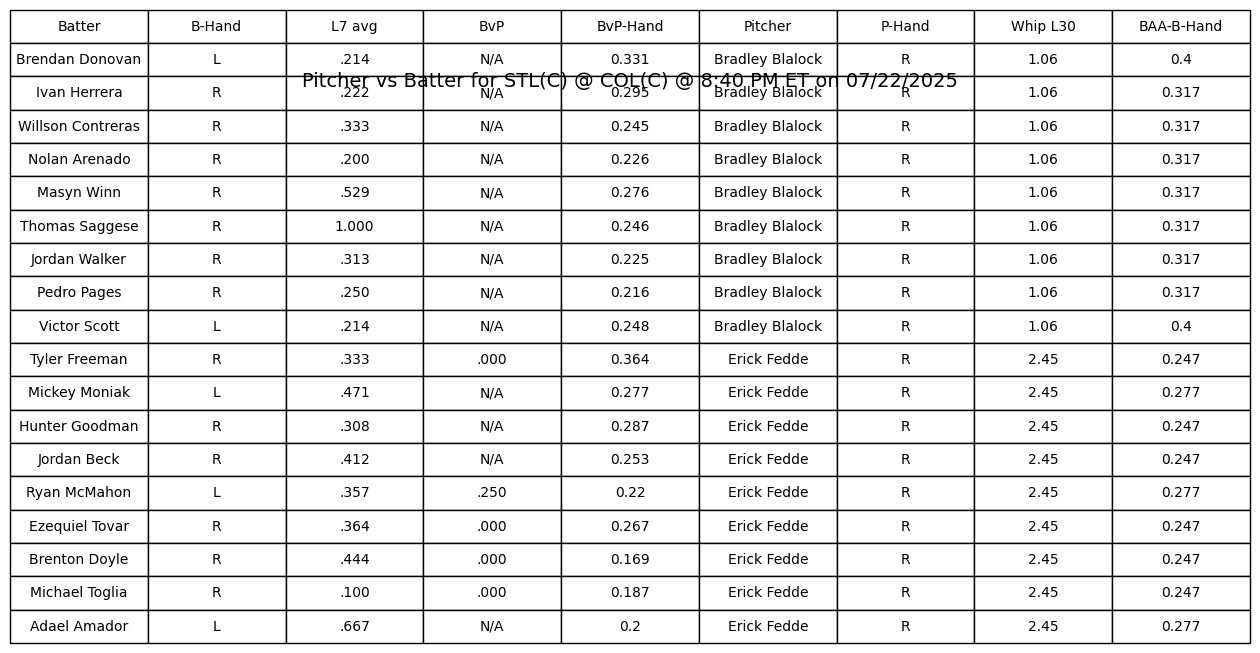 Batter B-Hand L7 avg BvP BvP-Hand Pitcher P-Hand Whip L30 BAA-B-Hand
Brendan Donovan L .214 N/A 0.331 Bradley Blalock R 1.06 0.4
Pitcher vs Batter for STL(C) @ COL(C) @ 8:40 PM ET on 07/22/2025
Ivan Herrera R .222 N/A 0.295 Bradley Blalock R 1.06 0.317
Willson Contreras R .333 N/A 0.245 Bradley Blalock R 1.06 0.317
Nolan Arenado R .200 N/A 0.226 Bradley Blalock R 1.06 0.317
Masyn Winn R .529 N/A 0.276 Bradley Blalock R 1.06 0.317
Thomas Saggese R 1.000 N/A 0.246 Bradley Blalock R 1.06 0.317
Jordan Walker R .313 N/A 0.225 Bradley Blalock R 1.06 0.317
Pedro Pages R .250 N/A 0.216 Bradley Blalock R 1.06 0.317
Victor Scott L .214 N/A 0.248 Bradley Blalock R 1.06 0.4
Tyler Freeman R .333 .000 0.364 Erick Fedde R 2.45 0.247
Mickey Moniak L .471 N/A 0.277 Erick Fedde R 2.45 0.277
Hunter Goodman R .308 N/A 0.287 Erick Fedde R 2.45 0.247
Jordan Beck R .412 N/A 0.253 Erick Fedde R 2.45 0.247
Ryan McMahon L .357 .250 0.22 Erick Fedde R 2.45 0.277
Ezequiel Tovar R .364 .000 0.267 Erick Fedde R 2.45 0.247
Brenton Doyle R .444 .000 0.169 Erick Fedde R 2.45 0.247
Michael Toglia R .100 .000 0.187 Erick Fedde R 2.45 0.247
Adael Amador L .667 N/A 0.2 Erick Fedde R 2.45 0.277